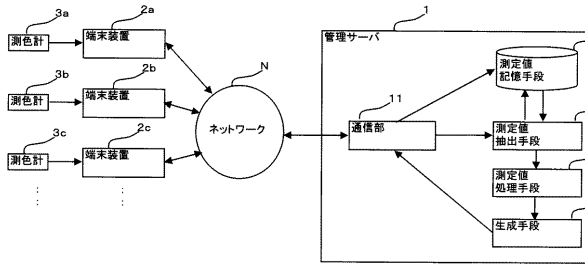 1
3a
2a
管理サーバ
測色計
端末装置
測定値
記憶手段
3b
2b
N
測色計
端末装置
11
ネットワーク
通信部
測定値
抽出手段
3c
2c
測色計
端末装置
測定値
処理手段
生成手段